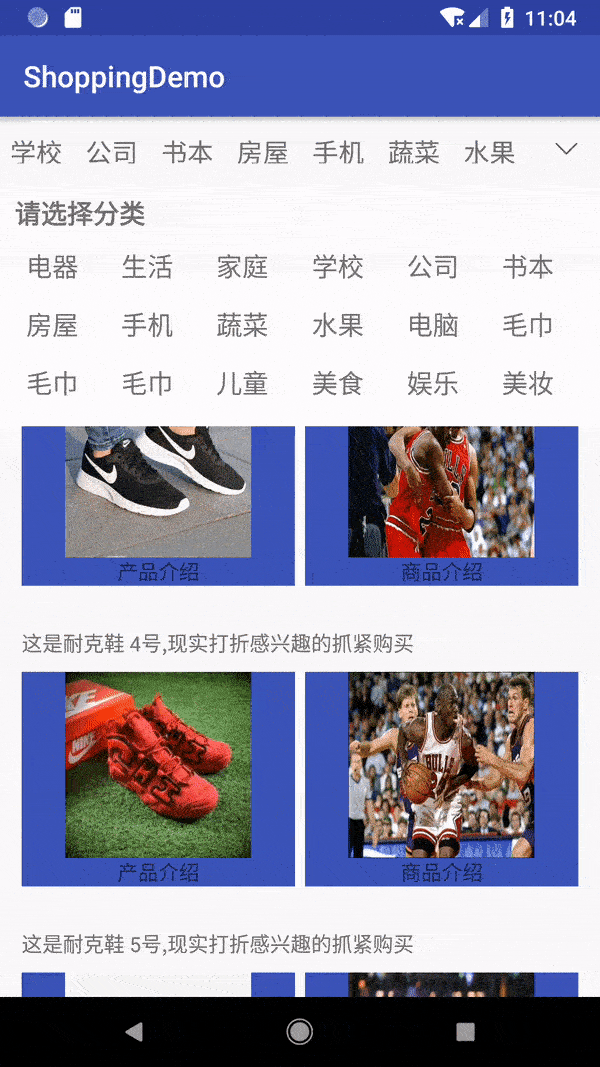 11:04
ShoppingDemo
学校 公司 书本 房屋 手机 蔬菜 水果
请选择分类
电器 生活 家庭 学校 公司 书本
房屋 手机 蔬菜 水果 电脑 毛巾
毛巾 毛巾 儿童 美食 娱乐 美妆
产品介绍 商品介绍
这是耐克鞋 4号,现实打折感兴趣的抓紧购买
NIKE
BULLS
产品介绍 商品介绍
这是耐克鞋 5号,现实打折感兴趣的抓紧购买